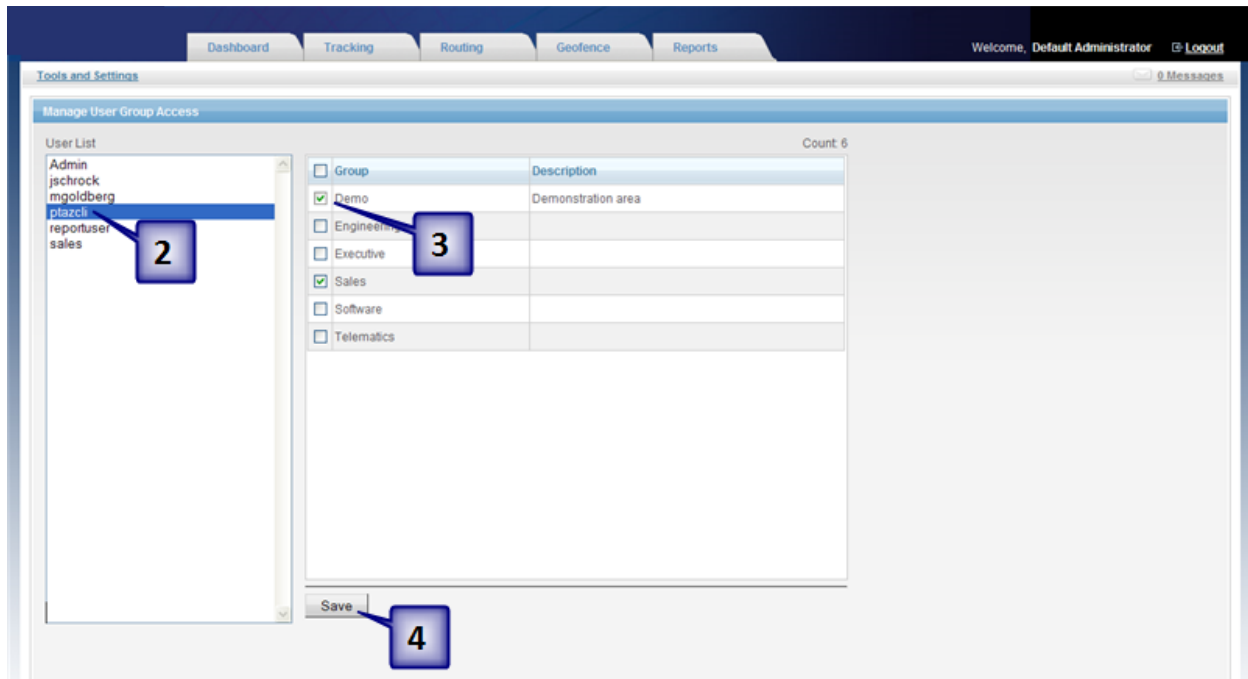 Dashboard Tracking Routing Geofence Reports Welcome, Default Administrator Logout
Tools and Settings 0 Messages
Manage User Group Access
User List Count: 6
Admin
jschrock
mgoldberg
ptazcli
reportuser
sales
Group Description
Demo Demonstration area
Engineering
Executive
Sales
Software
Telematics
2
3
Save
4